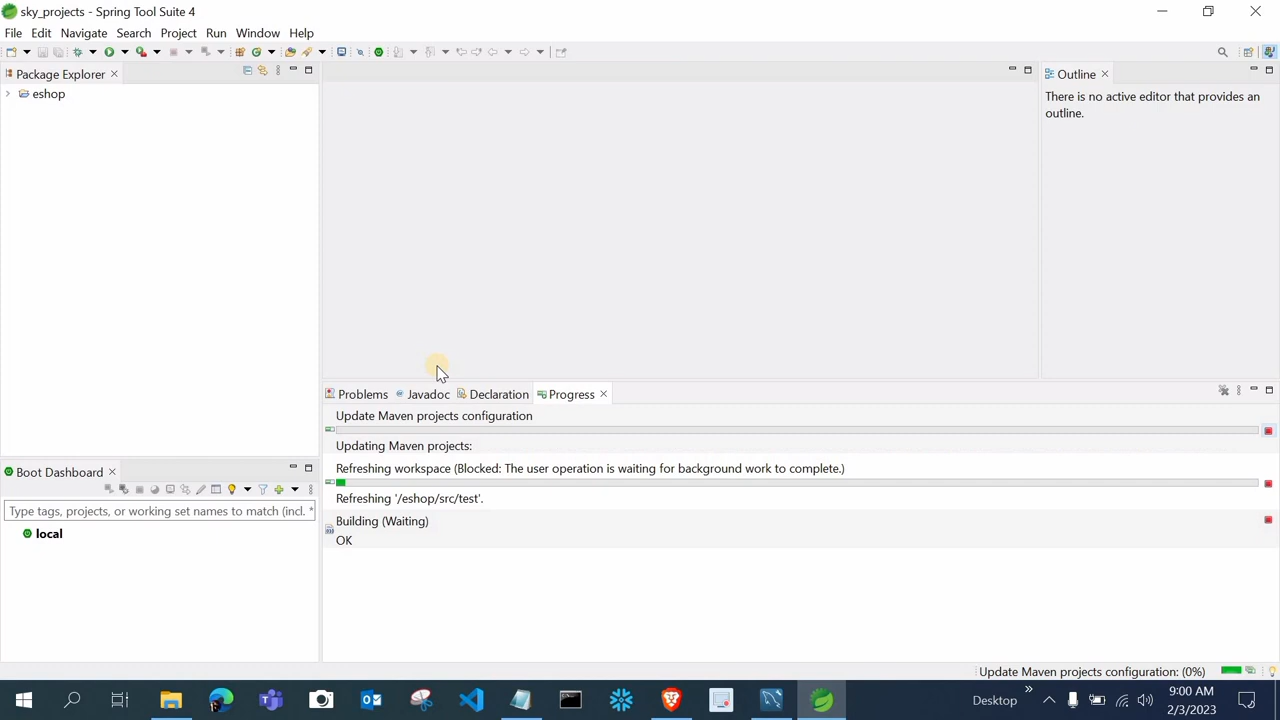 sky_projects - Spring Tool Suite 4
File Edit Navigate Search Project Run Window Help
Package Explorer
eshop
Outline
There is no active editor that provides an
outline.
Problems Javadoc Declaration Progress
Update Maven projects configuration
Updating Maven projects:
Refreshing workspace (Blocked: The user operation is waiting for background work to complete.)
Refreshing '/eshop/src/test'.
Building (Waiting)
OK
Boot Dashboard
Type tags, projects, or working set names to match (incl. *
local
Update Maven projects configuration: (0%)
Desktop
9:00 AM
2/3/2023